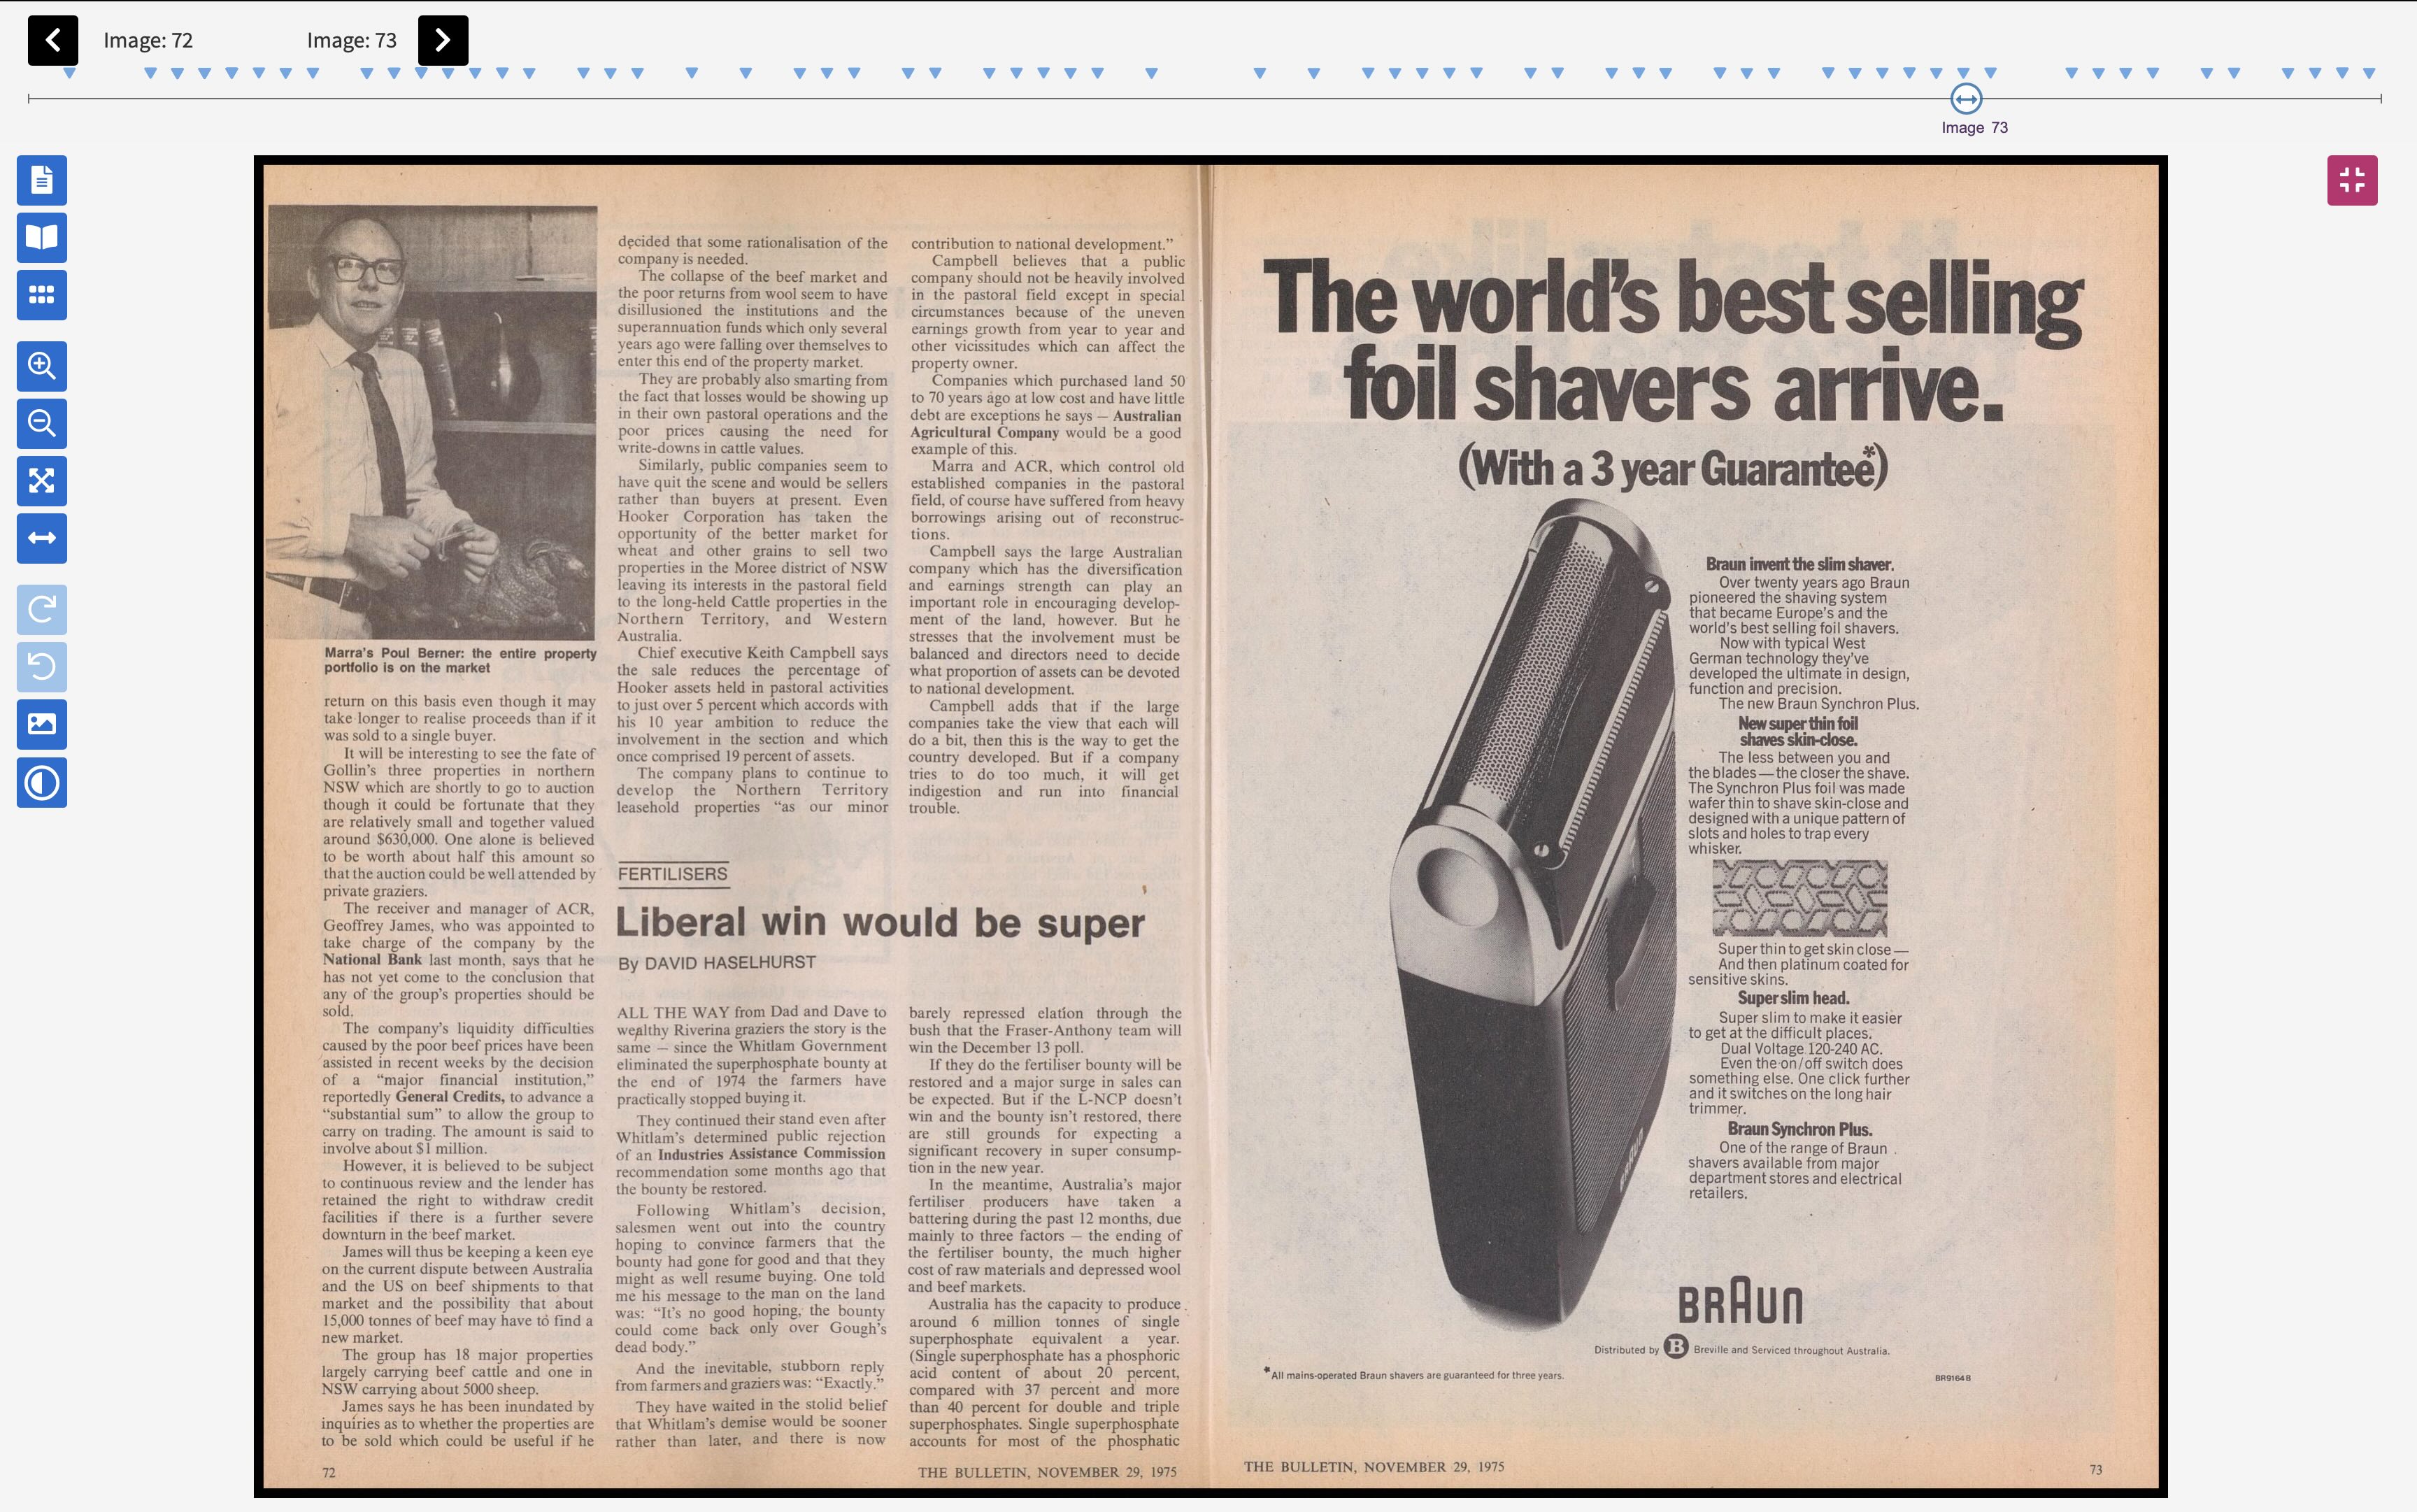 Image: 72
Image: 73
Image 73
Marra's Poul Berner: the entire property
portfolio is on the market
return on this basis even though it may
take longer to realise proceeds than if it
was sold to a single buyer.
It will be interesting to see the fate of
Gollin's three properties in northern
NSW which are shortly to go to auction
though it could be fortunate that they
are relatively small and together valued
around $630,000. One alone is believed
to be worth about half this amount so
that the auction could be well attended by
private graziers.
The receiver and manager of ACR,
Geoffrey James, who was appointed to
take charge of the company by the
National Bank last month, says that he
has not yet come to the conclusion that
any of the group's properties should be
sold.
The company's liquidity difficulties
caused by the poor beef prices have been
assisted in recent weeks by the decision
of a "major financial institution,"
reportedly General Credits, to advance a
"substantial sum" to allow the group to
carry on trading. The amount is said to
involve about $1 million.
However, it is believed to be subject
to continuous review and the lender has
retained the right to withdraw credit
facilities if there is a further severe
downturn in the beef market.
James will thus be keeping a keen eye
on the current dispute between Australia
and the US on beef shipments to that
market and the possibility that about
15,000 tonnes of beef may have to find a
new market.
The group has 18 major properties
largely carrying beef cattle and one in
NSW carrying about 5000 sheep.
James says he has been inundated by
inquiries as to whether the properties are
to be sold which could be useful if he
decided that some rationalisation of the
company is needed.
The collapse of the beef market and
the poor returns from wool seem to have
disillusioned the institutions and the
superannuation funds which only several
years ago were falling over themselves to
enter this end of the property market.
They are probably also smarting from
the fact that losses would be showing up
in their own pastoral operations and the
poor prices causing the need for
write-downs in cattle values.
Similarly, public companies seem to
have quit the scene and would be sellers
rather than buyers at present. Even
Hooker Corporation has taken the
opportunity of the better market for
wheat and other grains to sell two
properties in the Moree district of NSW
leaving its interests in the pastoral field
to the long-held Cattle properties in the
Northern Territory, and Western
Australia.
Chief executive Keith Campbell says
the sale reduces the percentage of
Hooker assets held in pastoral activities
to just over 5 percent which accords with
his 10 year ambition to reduce the
involvement in the section and which
once comprised 19 percent of assets.
The company plans to continue to
develop the Northern Territory
leasehold properties "as our minor
contribution to national development."
Campbell believes that a public
company should not be heavily involved
in the pastoral field except in special
circumstances because of the uneven
earnings growth from year to year and
other vicissitudes which can affect the
property owner.
Companies which purchased land 50
to 70 years ago at low cost and have little
debt are exceptions he says — Australian
Agricultural Company would be a good
example of this.
Marra and ACR, which control old
established companies in the pastoral
field, of course have suffered from heavy
borrowings arising out of reconstruc-
tions.
Campbell says the large Australian
company which has the diversification
and earnings strength can play an
important role in encouraging develop-
ment of the land, however. But he
stresses that the involvement must be
balanced and directors need to decide
what proportion of assets can be devoted
to national development.
Campbell adds that if the large
companies take the view that each will
do a bit, then this is the way to get the
country developed. But if a company
tries to do too much, it will get
indigestion and run into financial
trouble.
FERTILISERS
Liberal win would be super
By DAVID HASELHURST
ALL THE WAY from Dad and Dave to
wealthy Riverina graziers the story is the
same — since the Whitlam Government
eliminated the superphosphate bounty at
the end of 1974 the farmers have
practically stopped buying it.
They continued their stand even after
Whitlam's determined public rejection
of an Industries Assistance Commission
recommendation some months ago that
the bounty be restored.
Following Whitlam's decision,
salesmen went out into the country
hoping to convince farmers that the
bounty had gone for good and that they
might as well resume buying. One told
me his message to the man on the land
was: "It's no good hoping, the bounty
could come back only over Gough's
dead body."
And the inevitable, stubborn reply
from farmers and graziers was: "Exactly."
They have waited in the stolid belief
that Whitlam's demise would be sooner
rather than later, and there is now
barely repressed elation through the
bush that the Fraser-Anthony team will
win the December 13 poll.
If they do the fertiliser bounty will be
restored and a major surge in sales can
be expected. But if the L-NCP doesn't
win and the bounty isn't restored, there
are still grounds for expecting a
significant recovery in super consump-
tion in the new year.
In the meantime, Australia's major
fertiliser producers have taken a
battering during the past 12 months, due
mainly to three factors — the ending of
the fertiliser bounty, the much higher
cost of raw materials and depressed wool
and beef markets.
Australia has the capacity to produce
around 6 million tonnes of single
superphosphate equivalent a year.
(Single superphosphate has a phosphoric
acid content of about 20 percent,
compared with 37 percent and more
than 40 percent for double and triple
superphosphates. Single superphosphate
accounts for most of the phosphatic
72
THE BULLETIN, NOVEMBER 29, 1975
The world's best selling
foil shavers arrive.
(With a 3 year Guarantee*)
Braun invent the slim shaver.
Over twenty years ago Braun
pioneered the shaving system
that became Europe's and the
world's best selling foil shavers.
Now with typical West
German technology they've
developed the ultimate in design,
function and precision.
The new Braun Synchron Plus.
New super thin foil
shaves skin-close.
The less between you and
the blades—the closer the shave.
The Synchron Plus foil was made
wafer thin to shave skin-close and
designed with a unique pattern of
slots and holes to trap every
whisker.
Super thin to get skin close—
And then platinum coated for
sensitive skins.
Super slim head.
Super slim to make it easier
to get at the difficult places.
Dual Voltage 120-240 AC.
Even the on/off switch does
something else. One click further
and it switches on the long hair
trimmer.
Braun Synchron Plus.
One of the range of Braun
shavers available from major
department stores and electrical
retailers.
BRAUN
BRAUN
Distributed by B Breville and Serviced throughout Australia.
*All mains-operated Braun shavers are guaranteed for three years.
BR9164B
THE BULLETIN, NOVEMBER 29, 1975
73